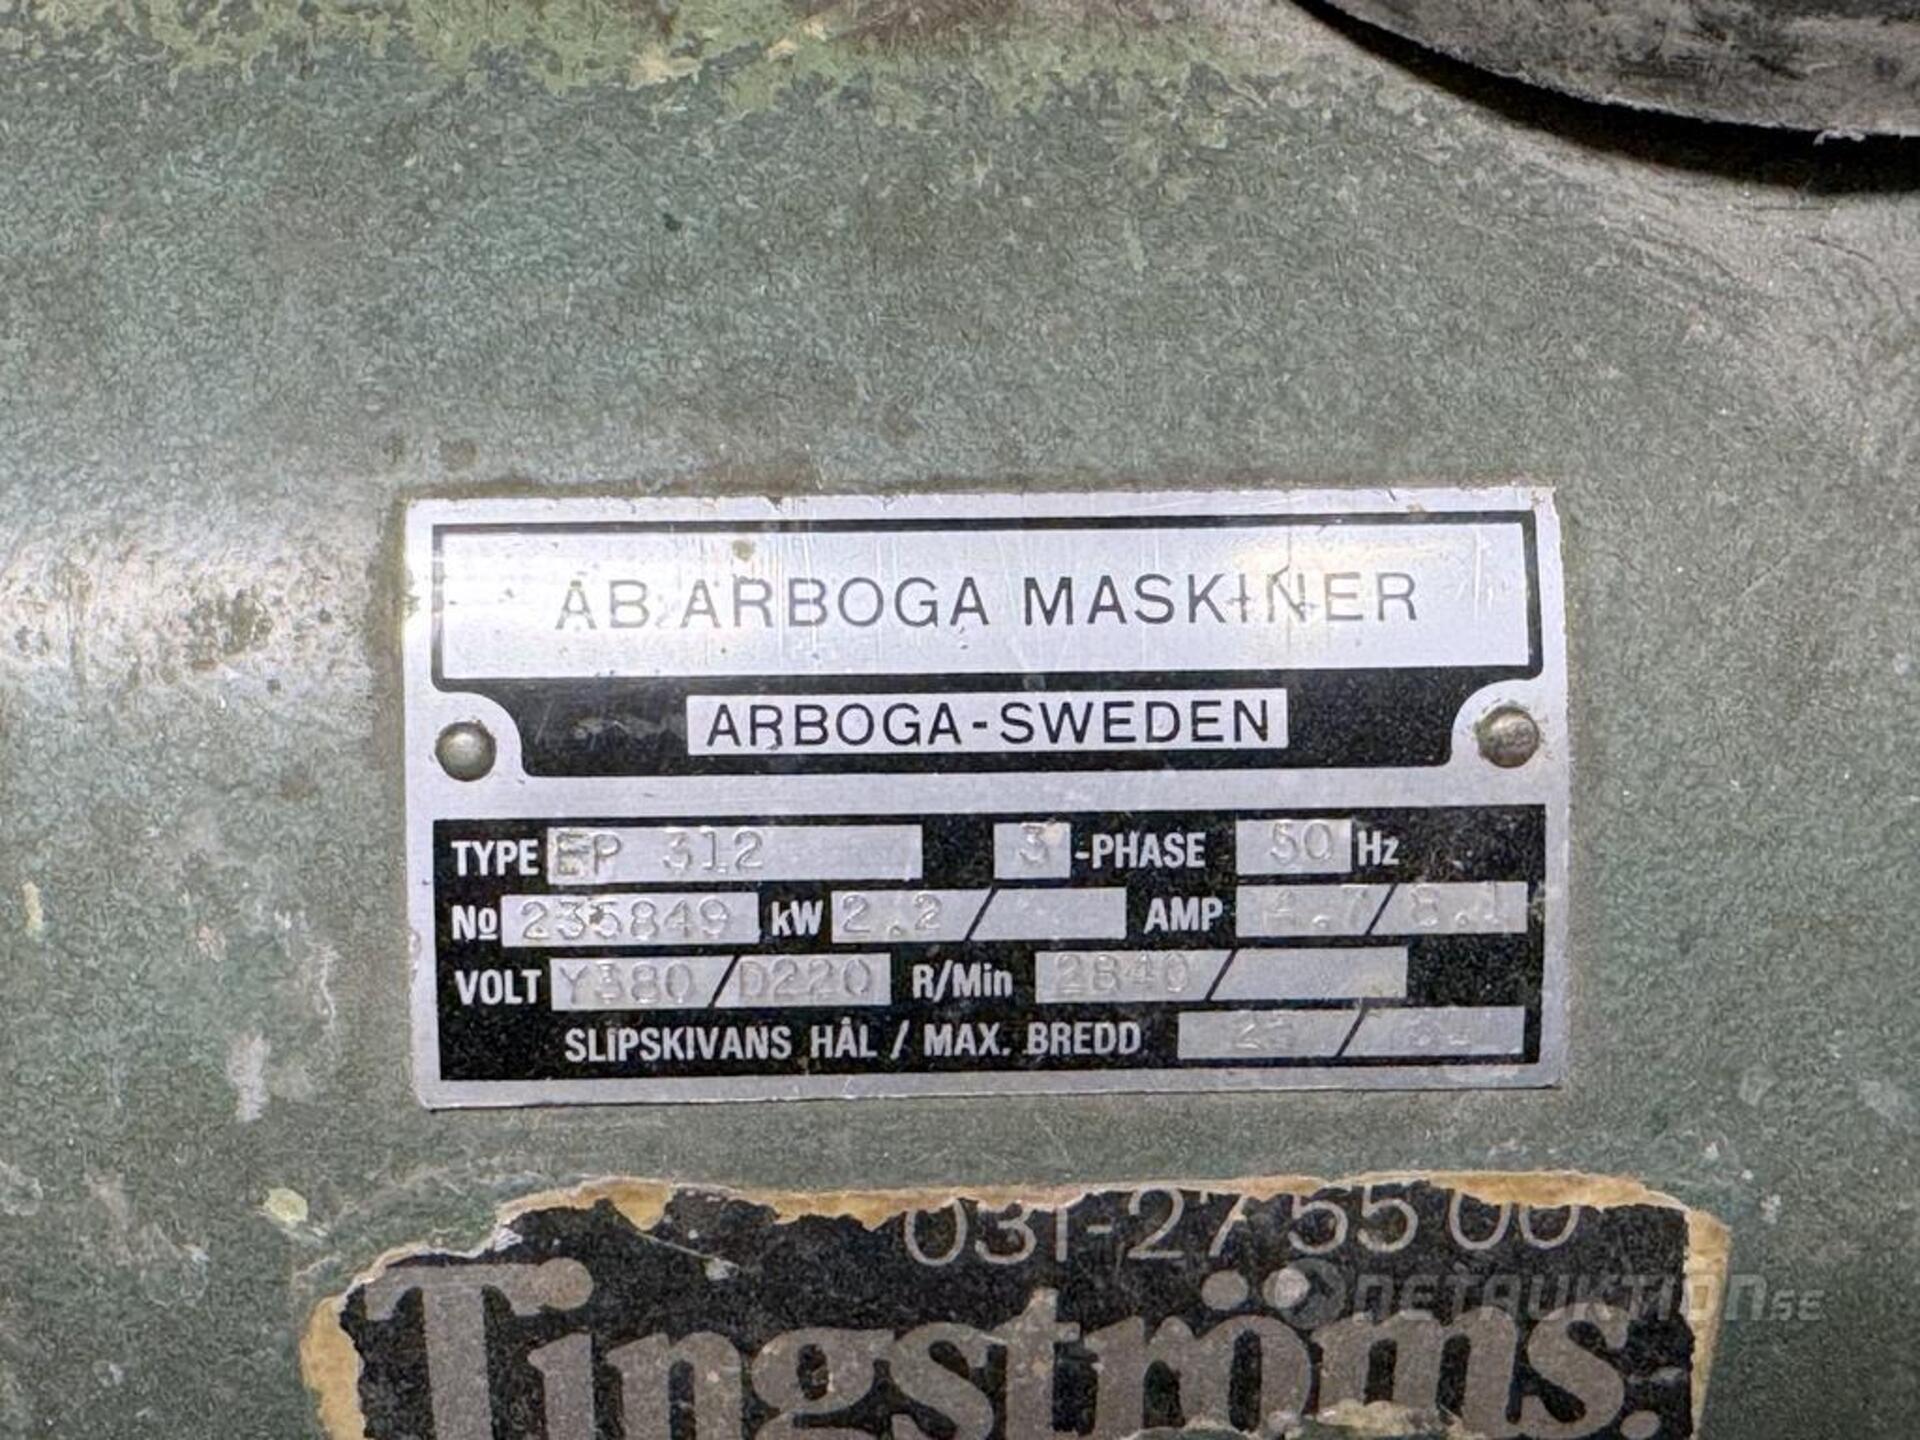 AB ARBOGA MASKINER
ARBOGA-SWEDEN
TYPE EP 312 3 -PHASE 50 Hz
No 235849 kW 2.2 / AMP 4.7 / 8.1
VOLT Y380 / D220 R/Min 2840 /
SLIPSKIVANS HÅL / MAX. BREDD /
031-27 55 00
Tingströms.
NETAUKTION.SE